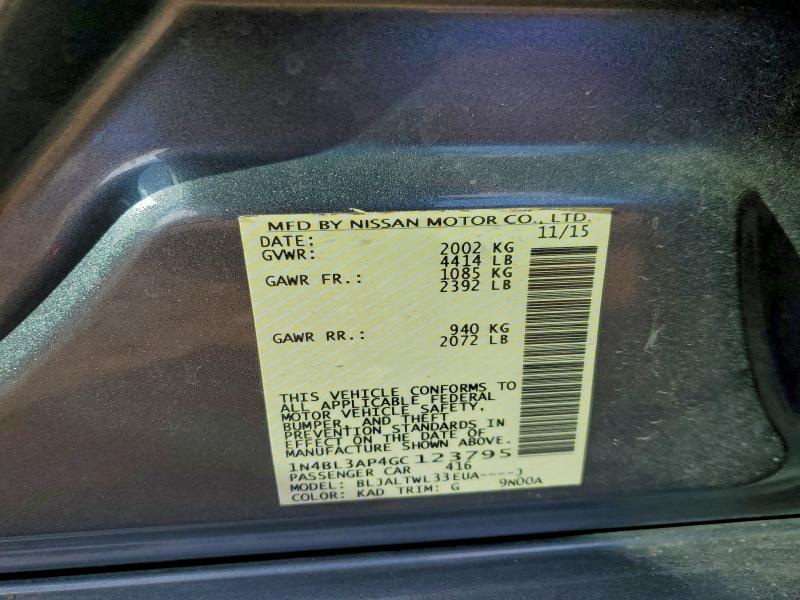 MFD BY NISSAN MOTOR CO., LTD.
DATE: 11/15
GVWR: 2002 KG
4414 LB
GAWR FR.: 1085 KG
2392 LB
GAWR RR.: 940 KG
2072 LB
THIS VEHICLE CONFORMS TO
ALL APPLICABLE FEDERAL
MOTOR VEHICLE SAFETY,
BUMPER, AND THEFT
PREVENTION STANDARDS IN
EFFECT ON THE DATE OF
MANUFACTURE SHOWN ABOVE.
1N4BL3AP4GC123795
PASSENGER CAR 416
MODEL: BLJALTWL33EUA----J
COLOR: KAD TRIM: G 9N00A